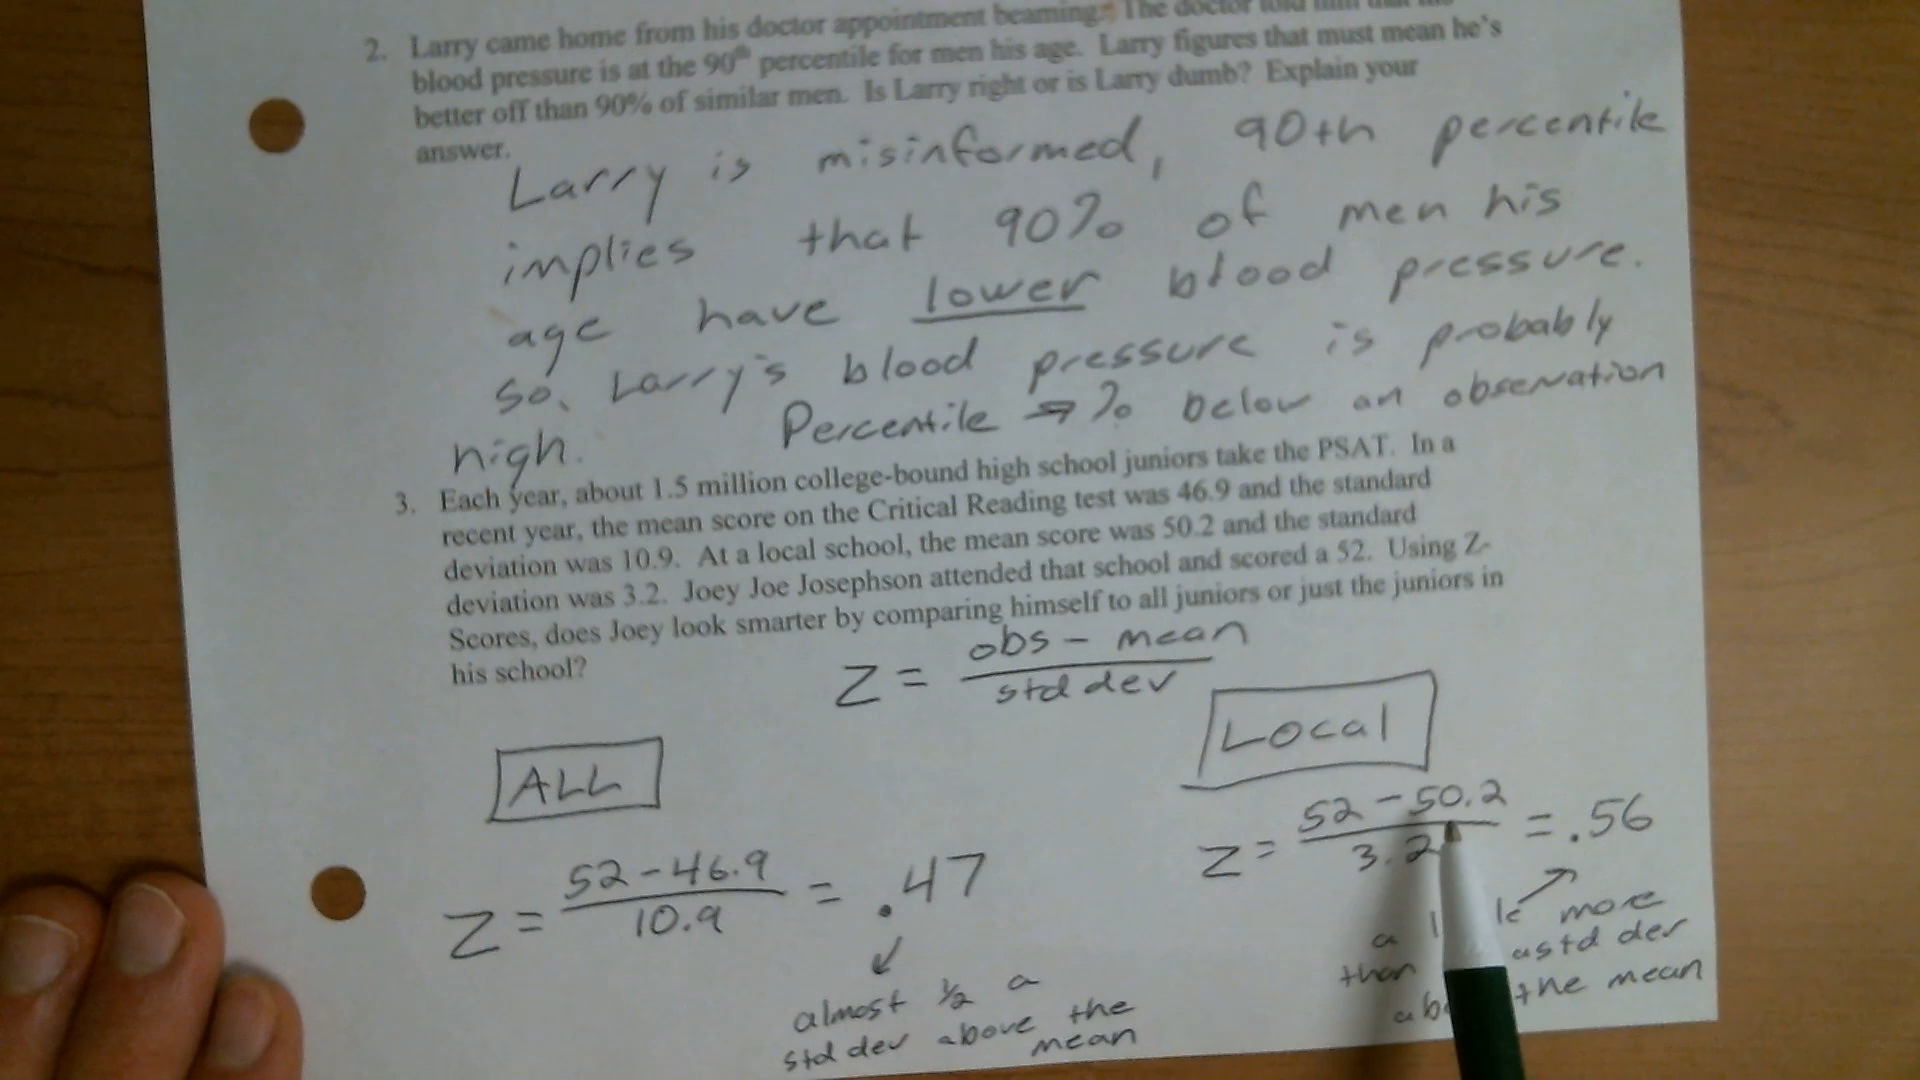 2. Larry came home from his doctor appointment beaming. The doctor told him that his
blood pressure is at the 90th percentile for men his age. Larry figures that must mean he's
better off than 90% of similar men. Is Larry right or is Larry dumb? Explain your
answer.
Larry is misinformed, 90th percentile
implies that 90% of men his
age have lower blood pressure.
so, Larry's blood pressure is probably
high.
Percentile → % below an observation
3. Each year, about 1.5 million college-bound high school juniors take the PSAT. In a
recent year, the mean score on the Critical Reading test was 46.9 and the standard
deviation was 10.9. At a local school, the mean score was 50.2 and the standard
deviation was 3.2. Joey Joe Josephson attended that school and scored a 52. Using Z-
Scores, does Joey look smarter by comparing himself to all juniors or just the juniors in
his school?
Z = obs - mean
std dev
ALL
Z = 52 - 46.9 = .47
10.9
↙
almost ½ a
std dev above the
mean
Local
Z = 52 - 50.2 = .56
3.2
↗
a more
than a std dev
the mean